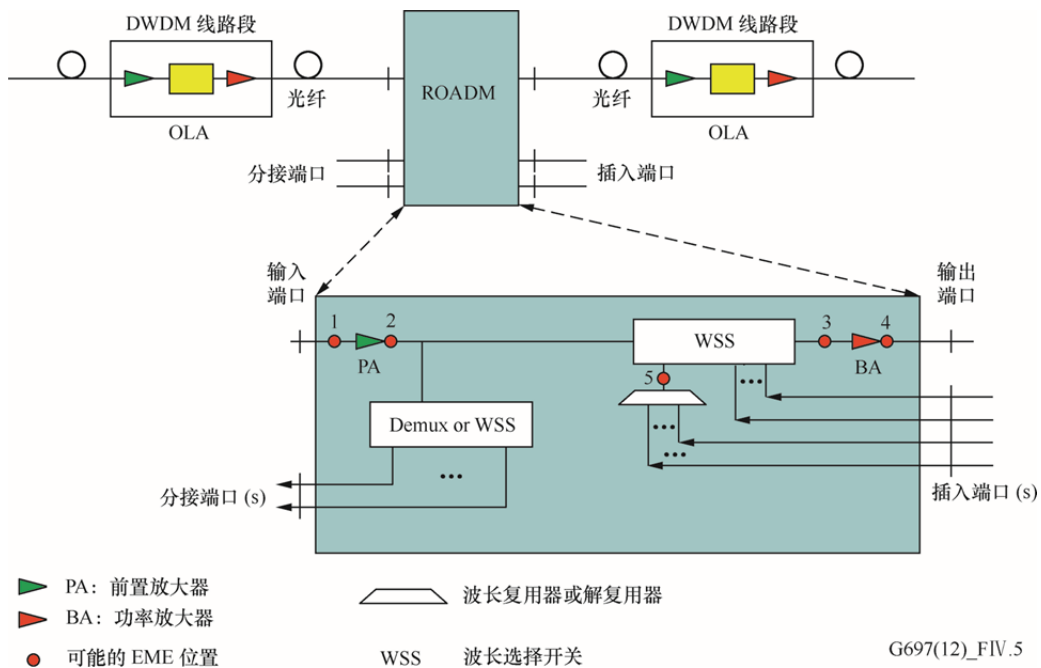 DWDM 线路段
DWDM 线路段
光纤
ROADM
光纤
OLA
OLA
分接端口
插入端口
输入
端口
输出
端口
1
2
3
4
PA
WSS
BA
5
...
Demux or WSS
...
...
...
分接端口 (s)
插入端口 (s)
PA：前置放大器
波长复用器或解复用器
BA：功率放大器
可能的 EME 位置
WSS 波长选择开关
G697(12)_FIV.5